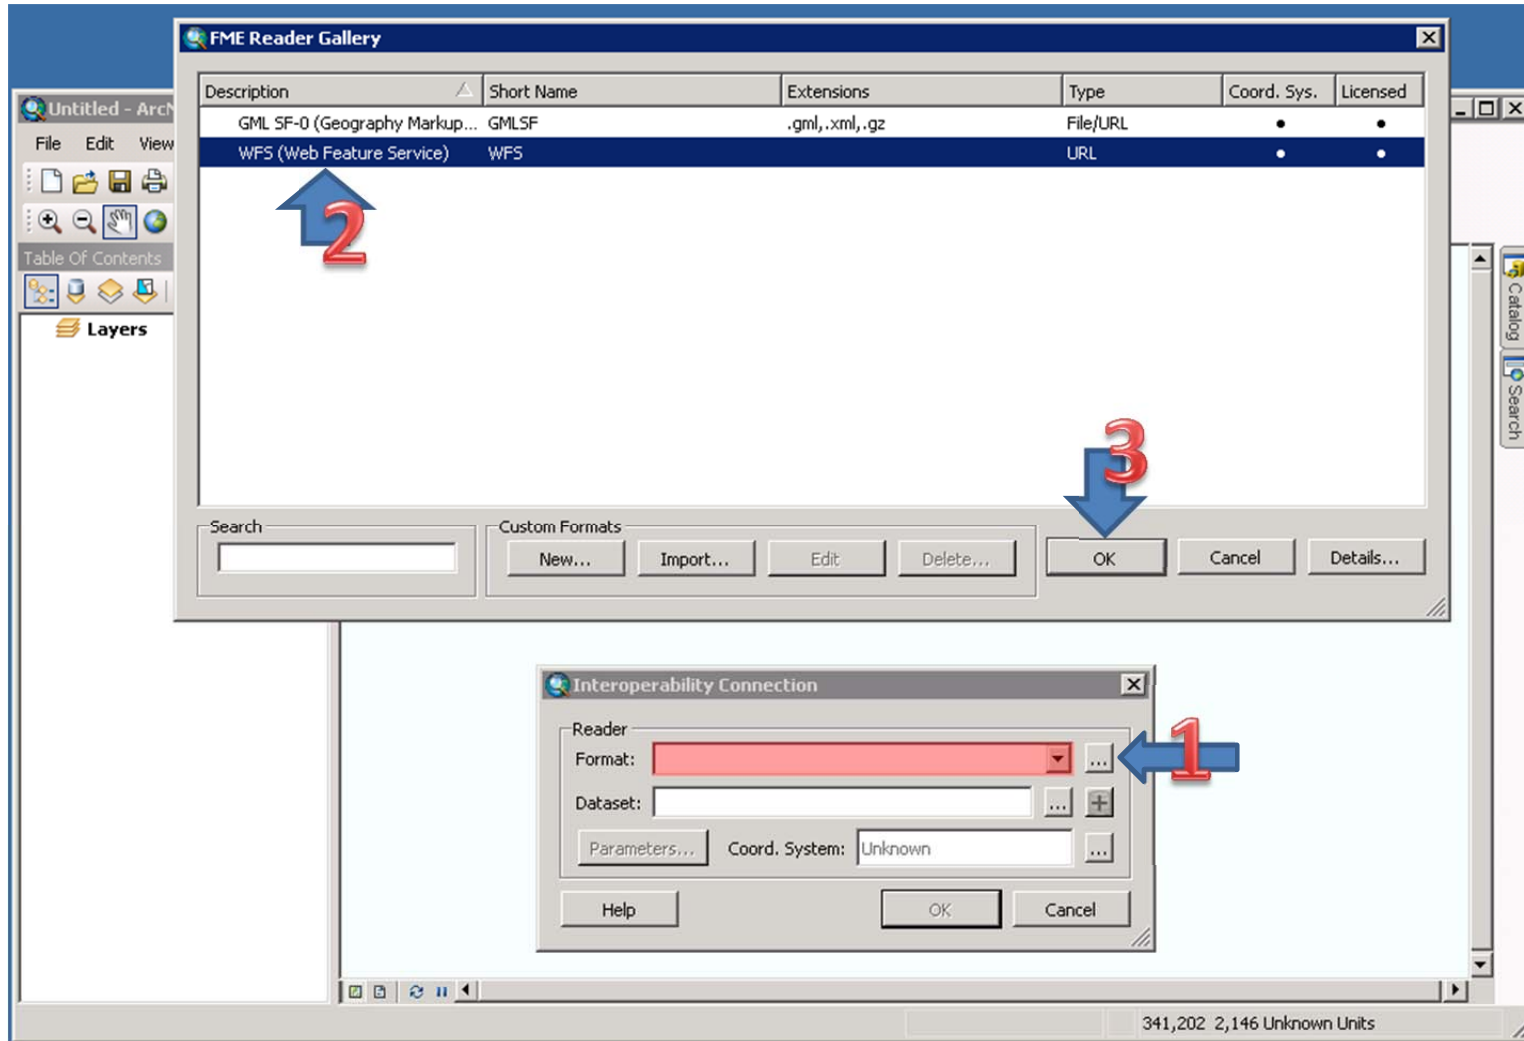 FME Reader Gallery
Description Short Name Extensions Type Coord. Sys. Licensed
GML SF-0 (Geography Markup... GMLSF .gml,.xml,.gz File/URL
WFS (Web Feature Service) WFS URL
2
3
Search
Custom Formats
New... Import... Edit Delete... OK Cancel Details...
Untitled - Arc
File Edit View
Table Of Contents
Layers
Catalog
Search
Interoperability Connection
Reader
Format: ...
1
Dataset: ... +
Parameters... Coord. System: Unknown ...
Help OK Cancel
341,202 2,146 Unknown Units